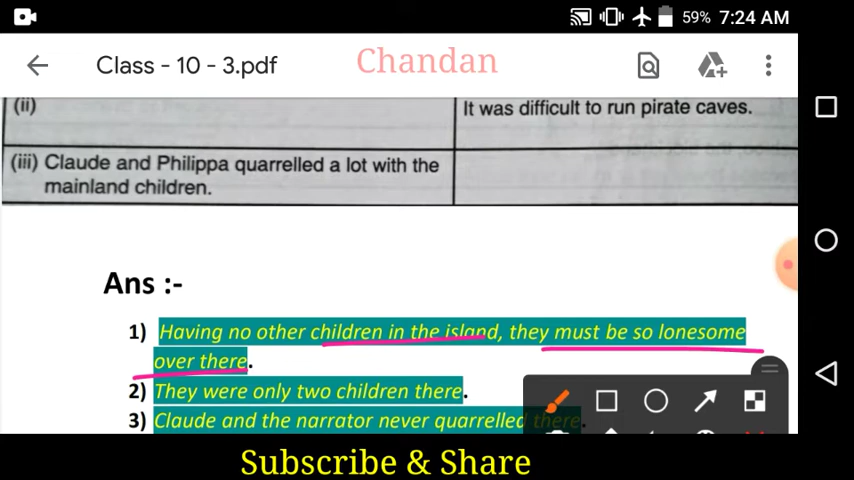 59% 7:24 AM
Class - 10 - 3.pdf
Chandan
(ii) It was difficult to run pirate caves.
(iii) Claude and Philippa quarrelled a lot with the
mainland children.
Ans :-
1) Having no other children in the island, they must be so lonesome
over there.
2) They were only two children there.
3) Claude and the narrator never quarrelled there.
Subscribe & Share